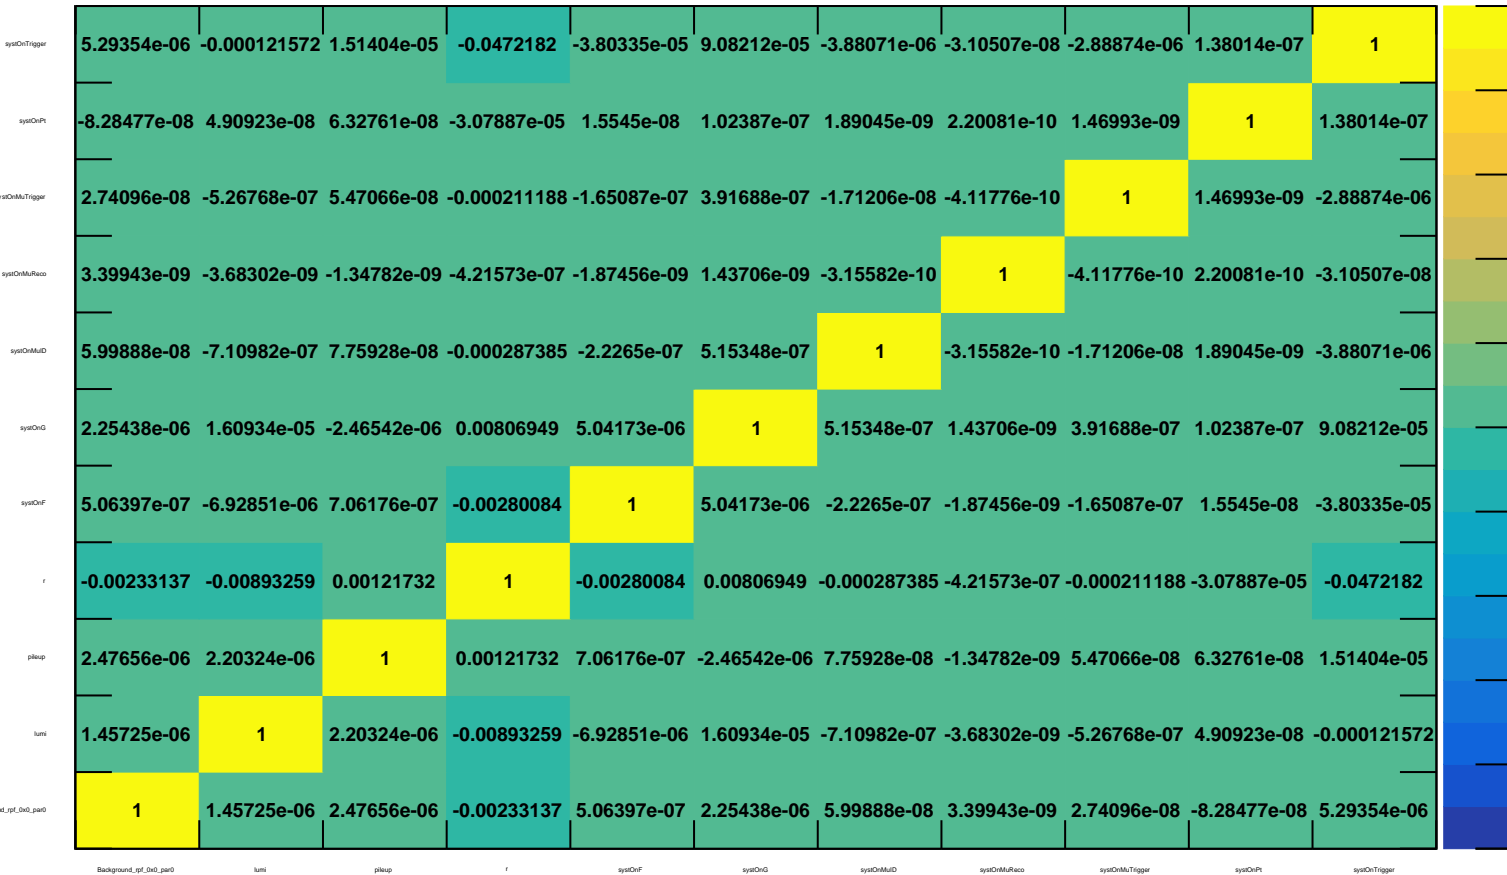 systOnTrigger 5.29354e-06 -0.000121572 1.51404e-05 -0.0472182 -3.80335e-05 9.08212e-05 -3.88071e-06 -3.10507e-08 -2.88874e-06 1.38014e-07 1
systOnPt -8.28477e-08 4.90923e-08 6.32761e-08 -3.07887e-05 1.5545e-08 1.02387e-07 1.89045e-09 2.20081e-10 1.46993e-09 1 1.38014e-07
stOnMuTrigger 2.74096e-08 -5.26768e-07 5.47066e-08 -0.000211188 -1.65087e-07 3.91688e-07 -1.71206e-08 -4.11776e-10 1 1.46993e-09 -2.88874e-06
systOnMuReco 3.39943e-09 -3.68302e-09 -1.34782e-09 -4.21573e-07 -1.87456e-09 1.43706e-09 -3.15582e-10 1 -4.11776e-10 2.20081e-10 -3.10507e-08
systOnMuID 5.99888e-08 -7.10982e-07 7.75928e-08 -0.000287385 -2.2265e-07 5.15348e-07 1 -3.15582e-10 -1.71206e-08 1.89045e-09 -3.88071e-06
systOnG 2.25438e-06 1.60934e-05 -2.46542e-06 0.00806949 5.04173e-06 1 5.15348e-07 1.43706e-09 3.91688e-07 1.02387e-07 9.08212e-05
systOnF 5.06397e-07 -6.92851e-06 7.06176e-07 -0.00280084 1 5.04173e-06 -2.2265e-07 -1.87456e-09 -1.65087e-07 1.5545e-08 -3.80335e-05
r -0.00233137 -0.00893259 0.00121732 1 -0.00280084 0.00806949 -0.000287385 -4.21573e-07 -0.000211188 -3.07887e-05 -0.0472182
pileup 2.47656e-06 2.20324e-06 1 0.00121732 7.06176e-07 -2.46542e-06 7.75928e-08 -1.34782e-09 5.47066e-08 6.32761e-08 1.51404e-05
lumi 1.45725e-06 1 2.20324e-06 -0.00893259 -6.92851e-06 1.60934e-05 -7.10982e-07 -3.68302e-09 -5.26768e-07 4.90923e-08 -0.000121572
d_rpf_0x0_par0 1 1.45725e-06 2.47656e-06 -0.00233137 5.06397e-07 2.25438e-06 5.99888e-08 3.39943e-09 2.74096e-08 -8.28477e-08 5.29354e-06
Background_rpf_0x0_par0 lumi pileup r systOnF systOnG systOnMuID systOnMuReco systOnMuTrigger systOnPt systOnTrigger